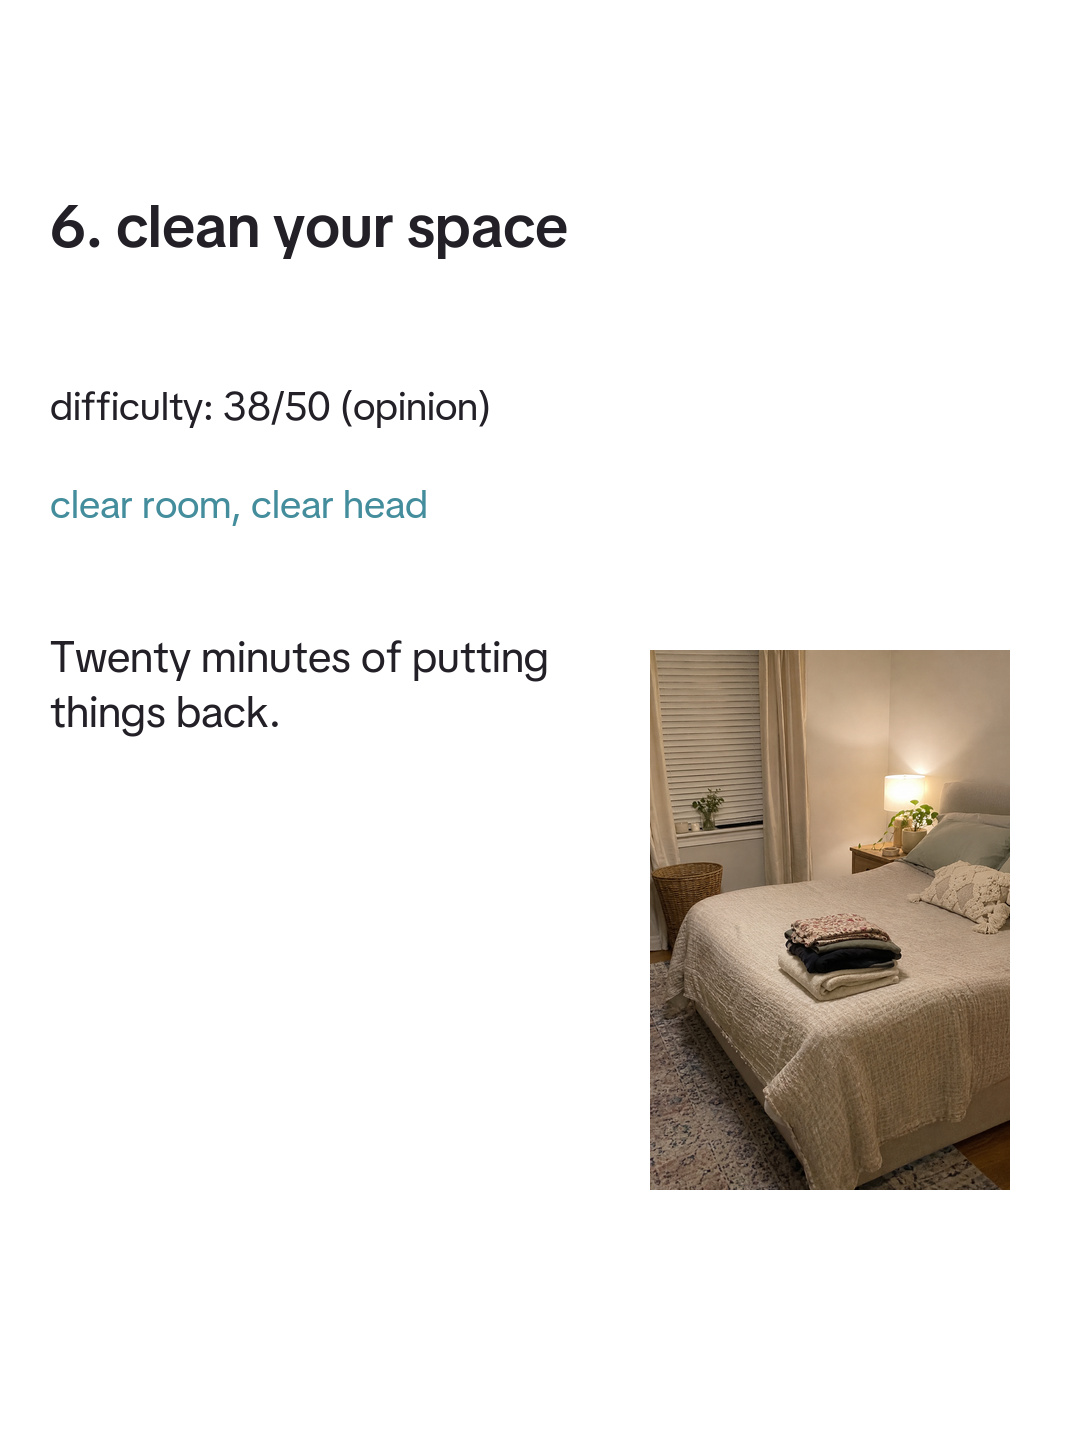 6. clean your space
difficulty: 38/50 (opinion)
clear room, clear head
Twenty minutes of putting
things back.